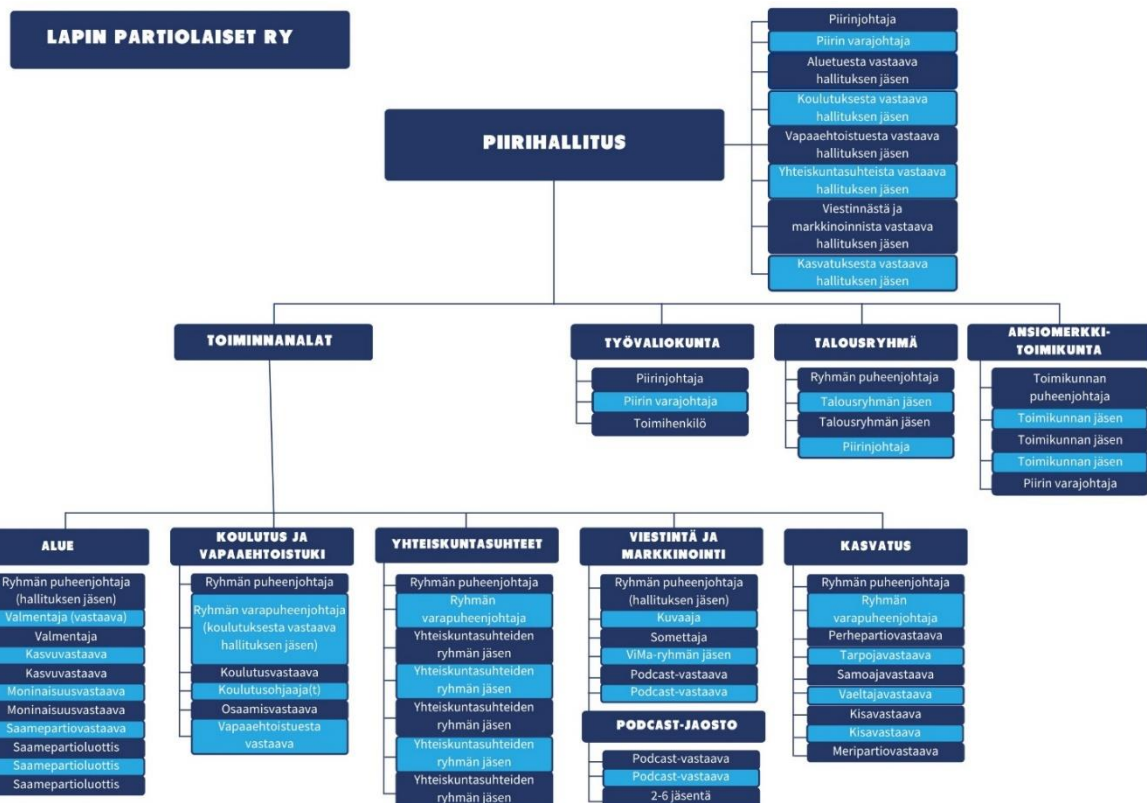 LAPIN PARTIOLAISET RY
PIIRIHALLITUS
Piirinjohtaja
Piirin varajohtaja
Aluetuesta vastaava
hallituksen jäsen
Koulutuksesta vastaava
hallituksen jäsen
Vapaaehtoistuesta vastaava
hallituksen jäsen
Yhteiskuntasuhteista vastaava
hallituksen jäsen
Viestinnästä ja
markkinoinnista vastaava
hallituksen jäsen
Kasvatuksesta vastaava
hallituksen jäsen
TOIMINNANALAT
TYÖVALIOKUNTA
Piirinjohtaja
Piirin varajohtaja
Toimihenkilö
TALOUSRYHMÄ
Ryhmän puheenjohtaja
Talousryhmän jäsen
Talousryhmän jäsen
Piirinjohtaja
ANSIOMERKKI-
TOIMIKUNTA
Toimikunnan
puheenjohtaja
Toimikunnan jäsen
Toimikunnan jäsen
Toimikunnan jäsen
Piirin varajohtaja
ALUE
Ryhmän puheenjohtaja
(hallituksen jäsen)
Valmentaja (vastaava)
Valmentaja
Kasvuvastaava
Kasvuvastaava
Moninaisuusvastaava
Moninaisuusvastaava
Saamepartiovastaava
Saamepartioluottis
Saamepartioluottis
Saamepartioluottis
KOULUTUS JA
VAPAAEHTOISTUKI
Ryhmän puheenjohtaja
Ryhmän varapuheenjohtaja
(koulutuksesta vastaava
hallituksen jäsen)
Koulutusvastaava
Koulutusohjaaja(t)
Osaamisvastaava
Vapaaehtoistuesta
vastaava
YHTEISKUNTASUHTEET
Ryhmän puheenjohtaja
Ryhmän
varapuheenjohtaja
Yhteiskuntasuhteiden
ryhmän jäsen
Yhteiskuntasuhteiden
ryhmän jäsen
Yhteiskuntasuhteiden
ryhmän jäsen
Yhteiskuntasuhteiden
ryhmän jäsen
Yhteiskuntasuhteiden
ryhmän jäsen
VIESTINTÄ JA
MARKKINOINTI
Ryhmän puheenjohtaja
(hallituksen jäsen)
Kuvaaja
Somettaja
ViMa-ryhmän jäsen
Podcast-vastaava
Podcast-vastaava
PODCAST-JAOSTO
Podcast-vastaava
Podcast-vastaava
2-6 jäsentä
KASVATUS
Ryhmän puheenjohtaja
Ryhmän
varapuheenjohtaja
Perhepartiovastaava
Tarpojavastaava
Samoajavastaava
Vaeltajavastaava
Kisavastaava
Kisavastaava
Meripartiovastaava